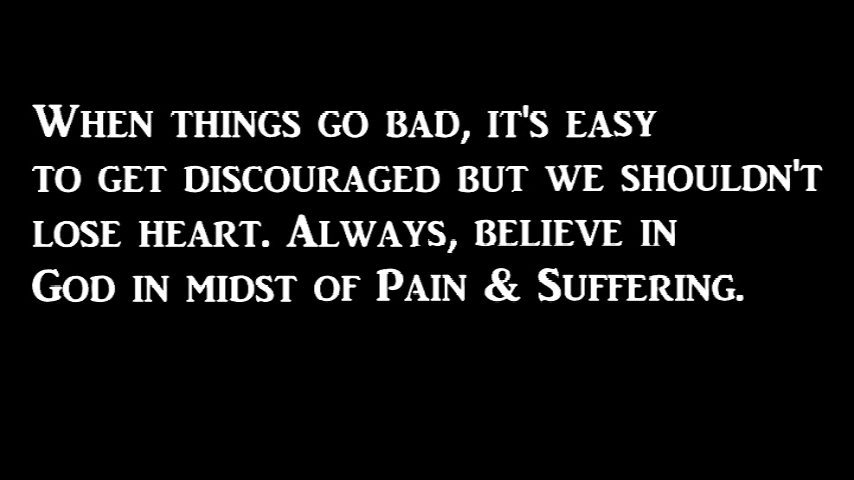 When things go bad, it's easy
to get discouraged but we shouldn't
lose heart. Always, believe in
God in midst of Pain & Suffering.